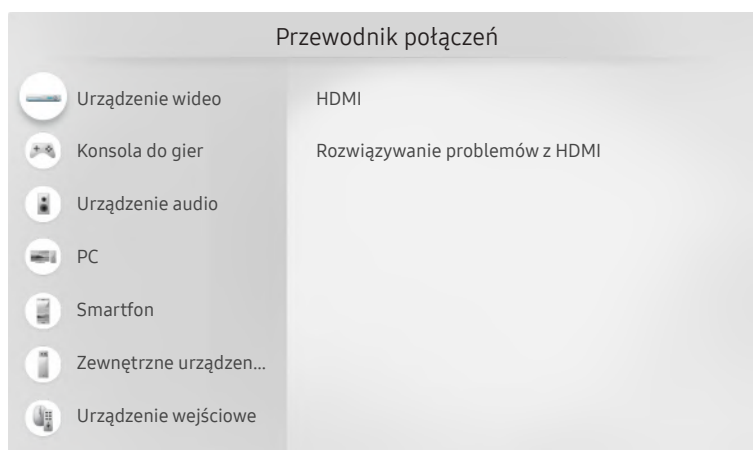 Przewodnik połączeń
Urządzenie wideo
Konsola do gier
Urządzenie audio
PC
Smartfon
Zewnętrzne urządzen...
Urządzenie wejściowe
HDMI
Rozwiązywanie problemów z HDMI